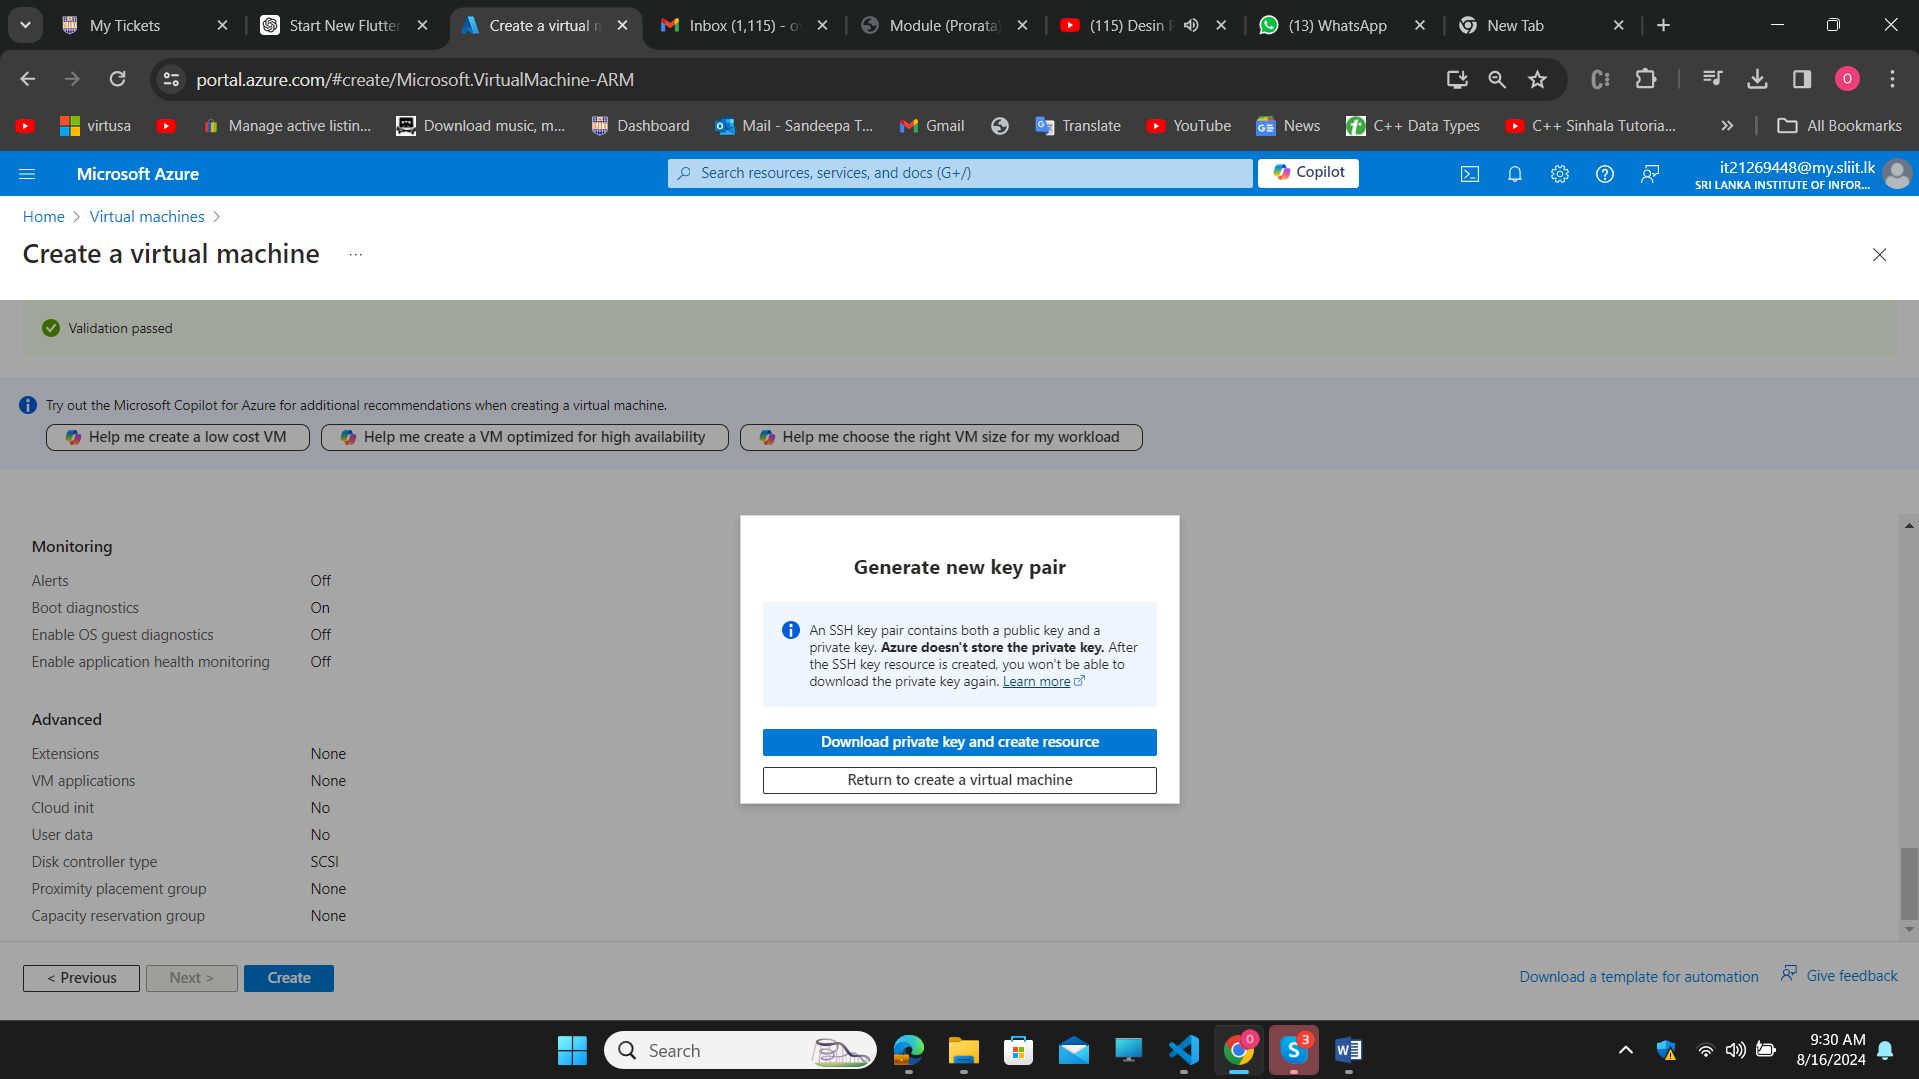 My Tickets
Start New Flutter
Create a virtual m
Inbox (1,115) - o
Module (Prorata)
(115) Desin P
(13) WhatsApp
New Tab
portal.azure.com/#create/Microsoft.VirtualMachine-ARM
O
virtusa
Manage active listin...
Download music, m...
Dashboard
Mail - Sandeepa T...
Gmail
Translate
YouTube
News
C++ Data Types
C++ Sinhala Tutoria...
All Bookmarks
Microsoft Azure
Search resources, services, and docs (G+/)
Copilot
it21269448@my.sliit.lk
SRI LANKA INSTITUTE OF INFOR...
Home > Virtual machines >
Create a virtual machine ...
Validation passed
Try out the Microsoft Copilot for Azure for additional recommendations when creating a virtual machine.
Help me create a low cost VM
Help me create a VM optimized for high availability
Help me choose the right VM size for my workload
Monitoring
Alerts Off
Boot diagnostics On
Enable OS guest diagnostics Off
Enable application health monitoring Off
Advanced
Extensions None
VM applications None
Cloud init No
User data No
Disk controller type SCSI
Proximity placement group None
Capacity reservation group None
Generate new key pair
An SSH key pair contains both a public key and a
private key. Azure doesn't store the private key. After
the SSH key resource is created, you won't be able to
download the private key again. Learn more
Download private key and create resource
Return to create a virtual machine
< Previous
Next >
Create
Download a template for automation
Give feedback
Search
0
3
9:30 AM
8/16/2024